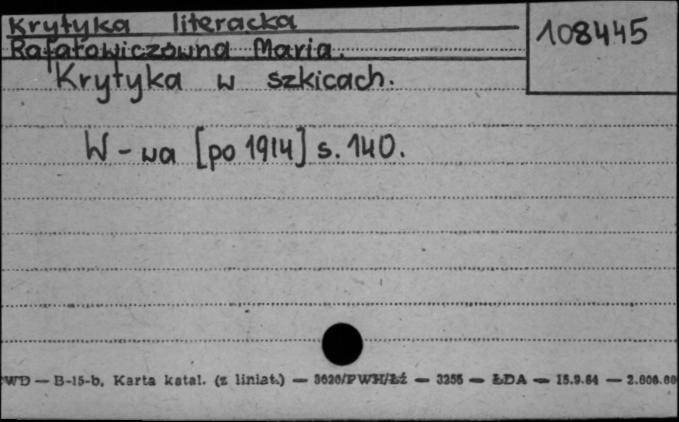 Krytyka literacka
108445
Rafałowiczówna Maria.
Krytyka w szkicach.
W-wa [po 1914] s. 140.
PWD — B-15-b, Karta katal. (z liniat.) — 3620/PWH/Łź — 3255 — ŁDA — 15.9.64 — 2.000.00